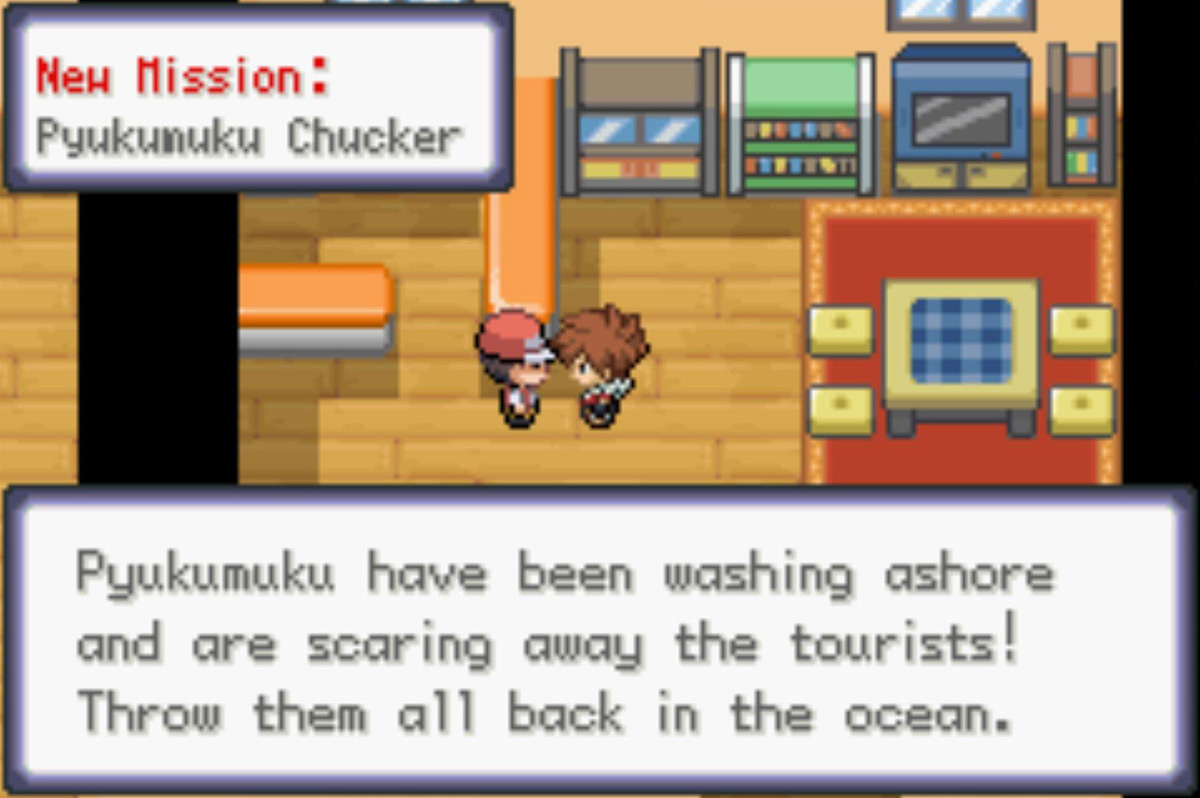 New Mission:
Pyukumuku Chucker
Pyukumuku have been washing ashore
and are scaring away the tourists!
Throw them all back in the ocean.